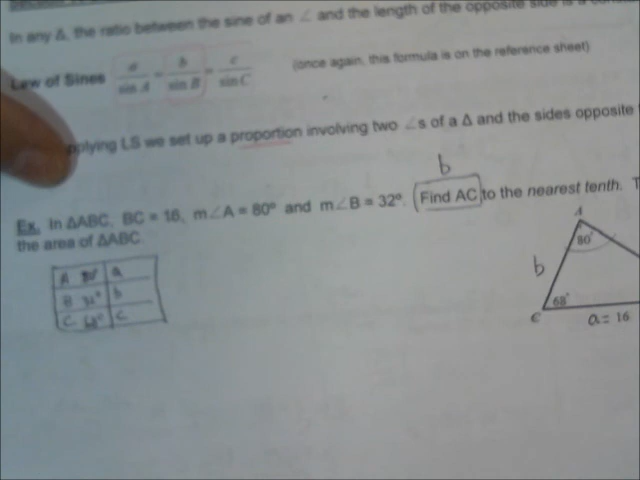 In any Δ, the ratio between the sine of an ∠ and the length of the opposite side is a
Law of Sines a/sin A = b/sin B = c/sin C (once again, this formula is on the reference sheet)
applying LS we set up a proportion involving two ∠s of a Δ and the sides opposite
b
Ex. In ΔABC, BC = 16, m∠A = 80º and m∠B = 32º. Find AC to the nearest tenth. T
the area of ΔABC.
A 80° a
B 32° b
C 68° c
A
80°
b
68°
C
a = 16